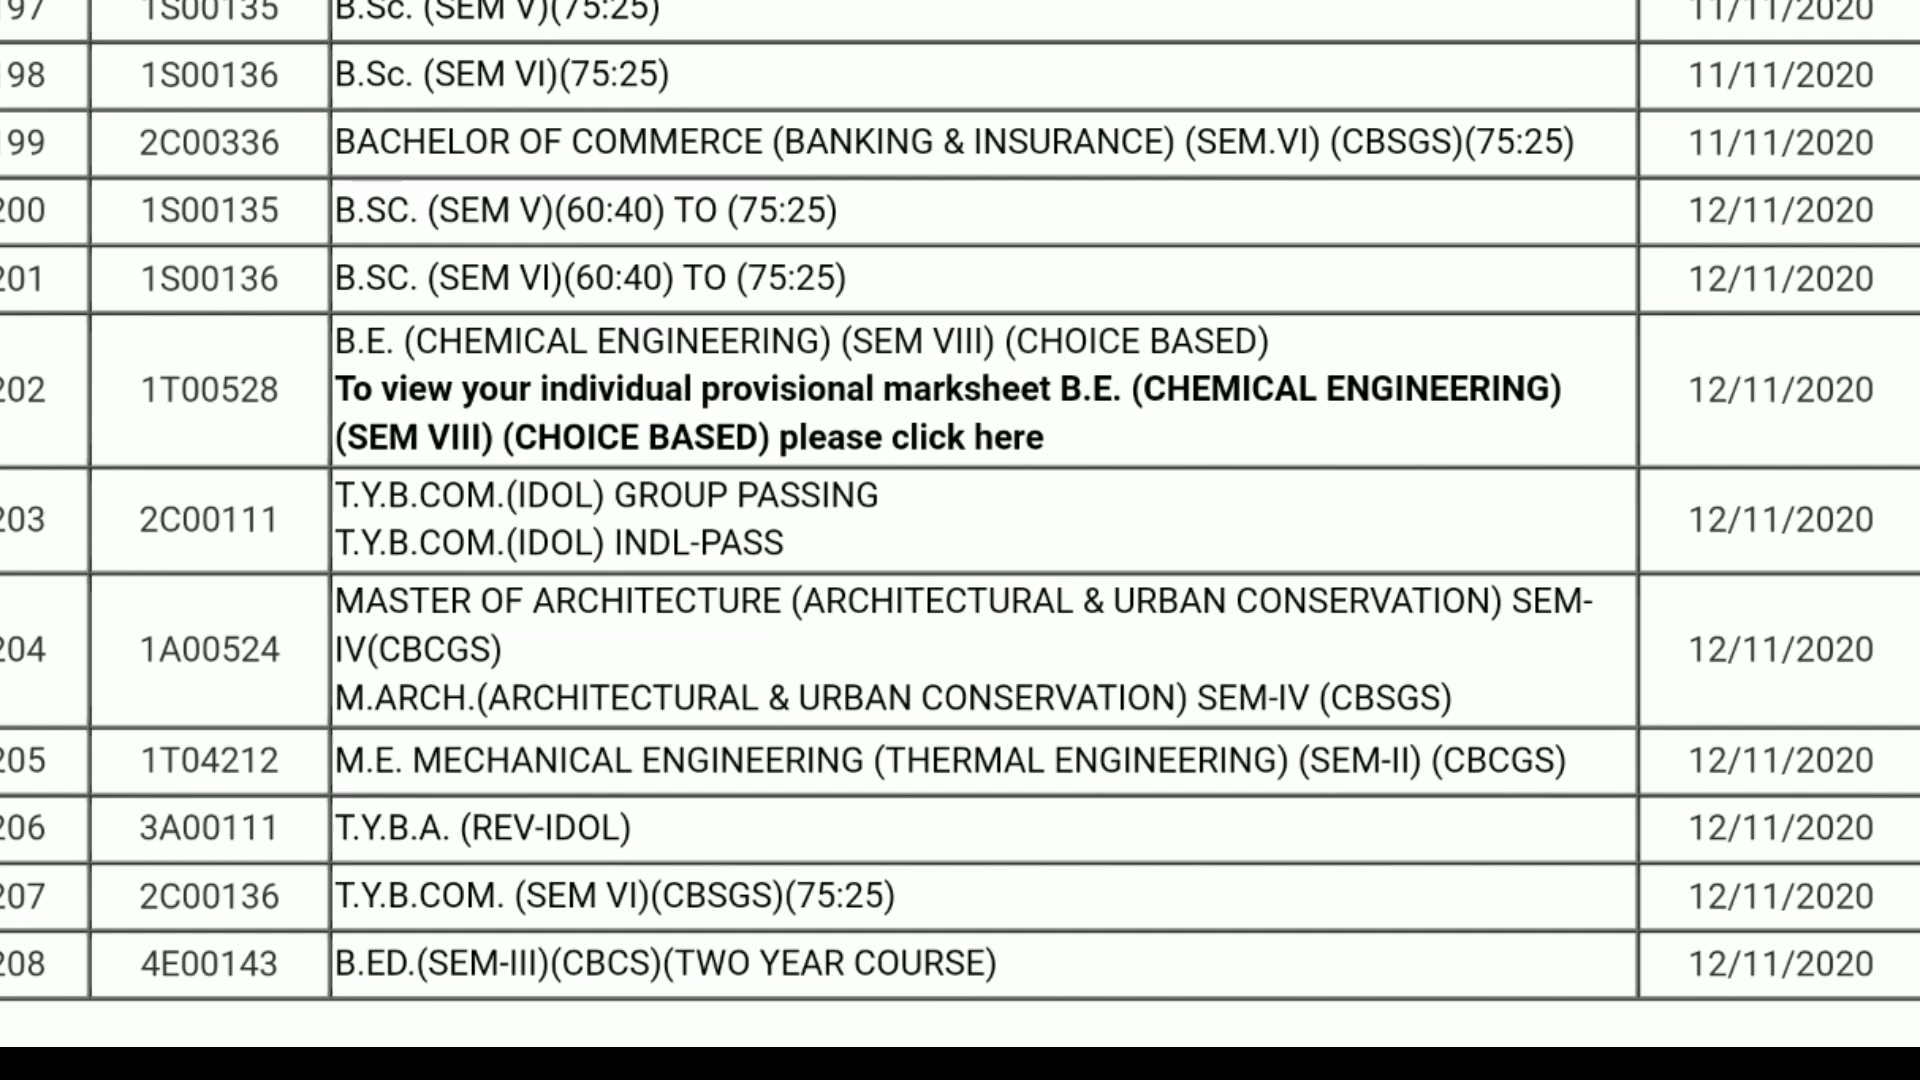 197 1S00135 B.Sc. (SEM V)(75:25) 11/11/2020
198 1S00136 B.Sc. (SEM VI)(75:25) 11/11/2020
199 2C00336 BACHELOR OF COMMERCE (BANKING & INSURANCE) (SEM.VI) (CBSGS)(75:25) 11/11/2020
200 1S00135 B.SC. (SEM V)(60:40) TO (75:25) 12/11/2020
201 1S00136 B.SC. (SEM VI)(60:40) TO (75:25) 12/11/2020
B.E. (CHEMICAL ENGINEERING) (SEM VIII) (CHOICE BASED)
202 1T00528 To view your individual provisional marksheet B.E. (CHEMICAL ENGINEERING) 12/11/2020
(SEM VIII) (CHOICE BASED) please click here
203 2C00111 T.Y.B.COM.(IDOL) GROUP PASSING 12/11/2020
T.Y.B.COM.(IDOL) INDL-PASS
MASTER OF ARCHITECTURE (ARCHITECTURAL & URBAN CONSERVATION) SEM-
204 1A00524 IV(CBCGS) 12/11/2020
M.ARCH.(ARCHITECTURAL & URBAN CONSERVATION) SEM-IV (CBSGS)
205 1T04212 M.E. MECHANICAL ENGINEERING (THERMAL ENGINEERING) (SEM-II) (CBCGS) 12/11/2020
206 3A00111 T.Y.B.A. (REV-IDOL) 12/11/2020
207 2C00136 T.Y.B.COM. (SEM VI)(CBSGS)(75:25) 12/11/2020
208 4E00143 B.ED.(SEM-III)(CBCS)(TWO YEAR COURSE) 12/11/2020